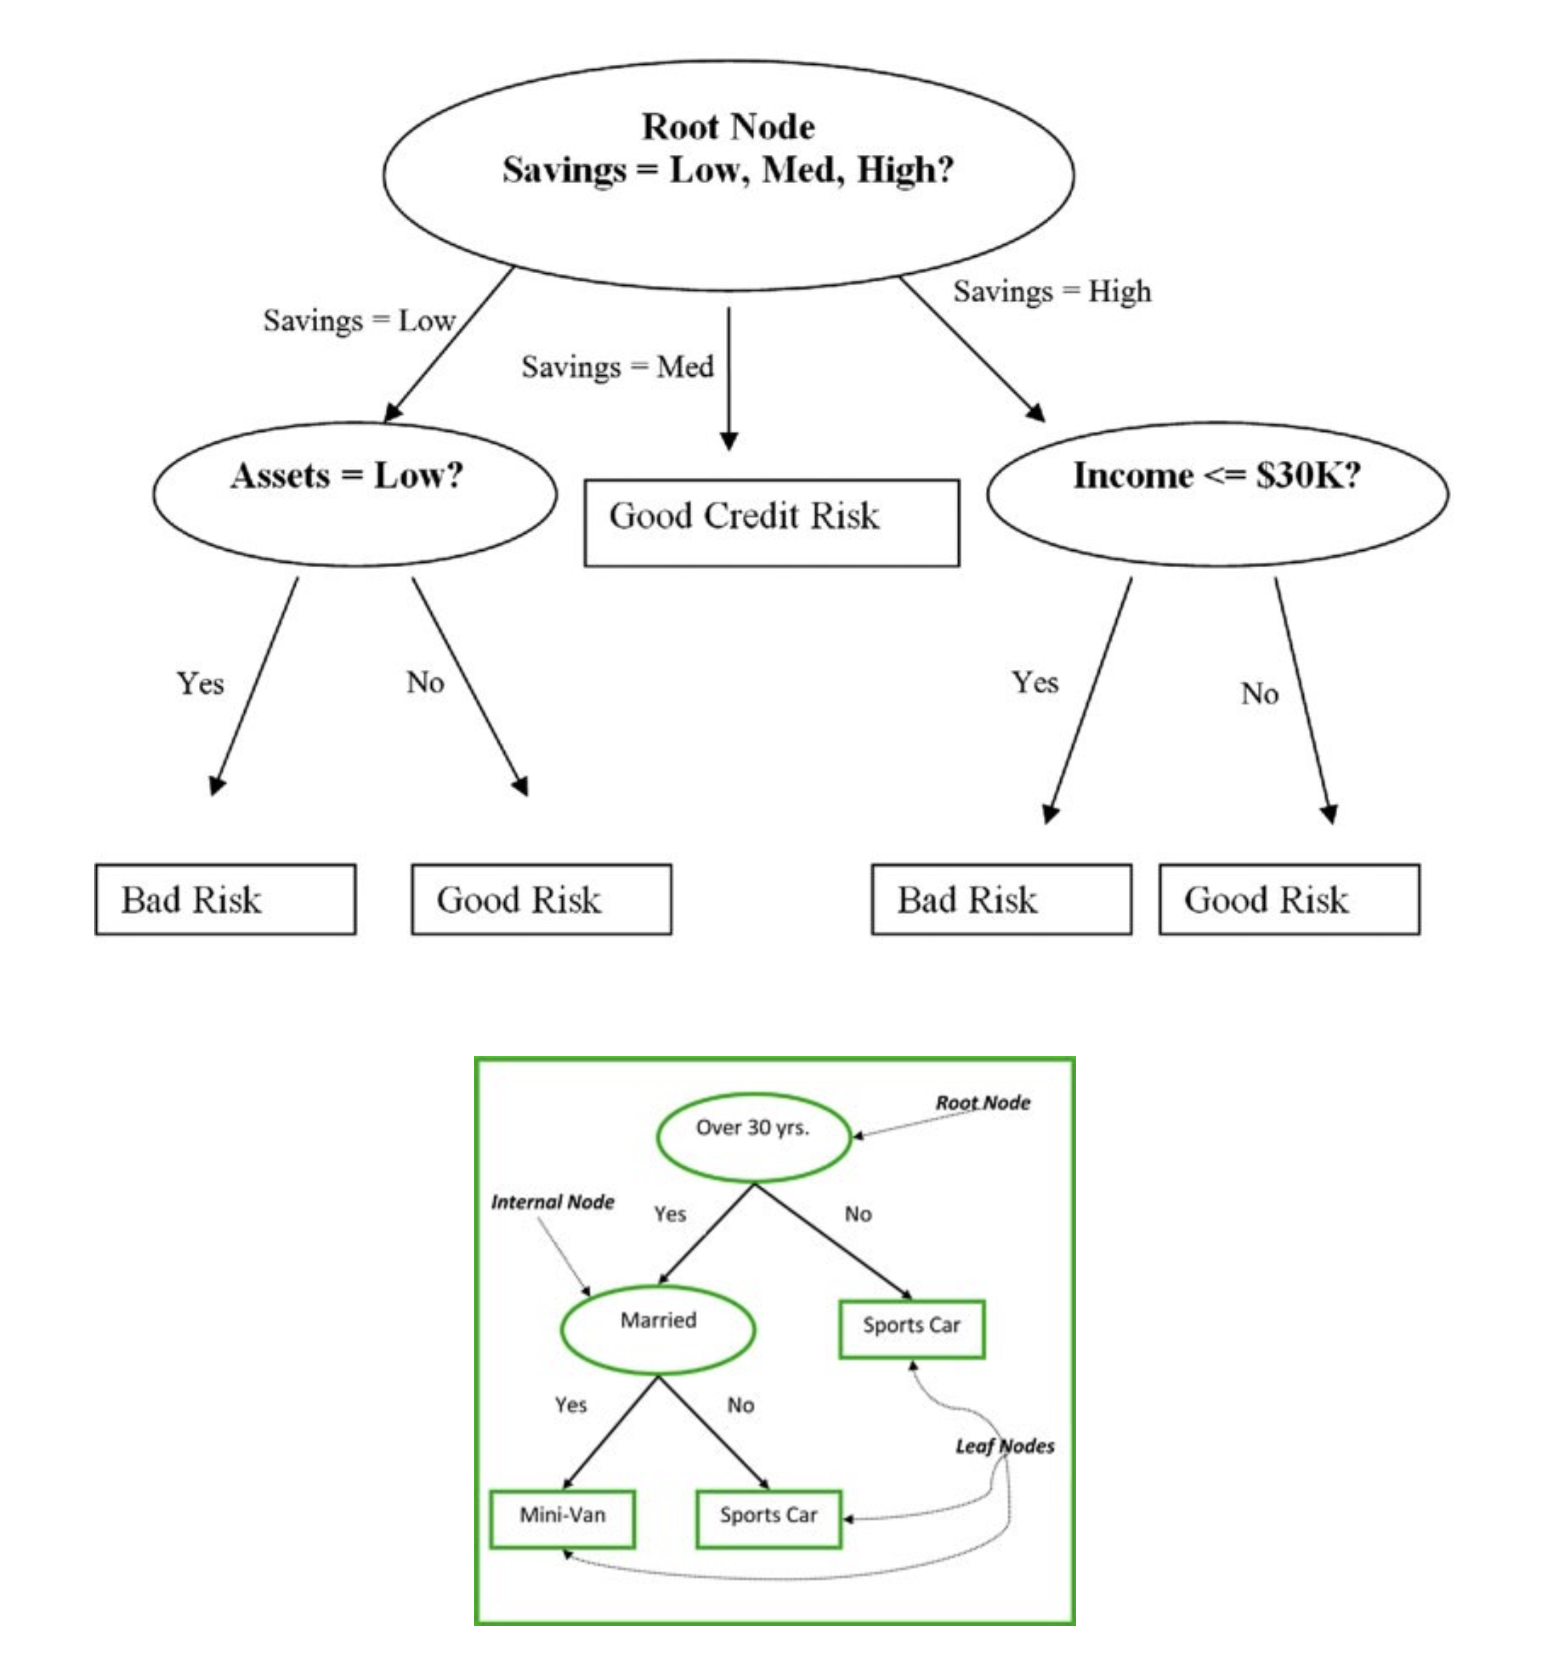 Root Node
Savings = Low, Med, High?
Savings = High
Savings = Low
Savings = Med
Assets = Low?
Good Credit Risk
Income <= $30K?
Yes
No
Yes
No
Bad Risk
Good Risk
Bad Risk
Good Risk
Root Node
Over 30 yrs.
Internal Node
Yes
No
Married
Sports Car
Yes
No
Leaf Nodes
Mini-Van
Sports Car